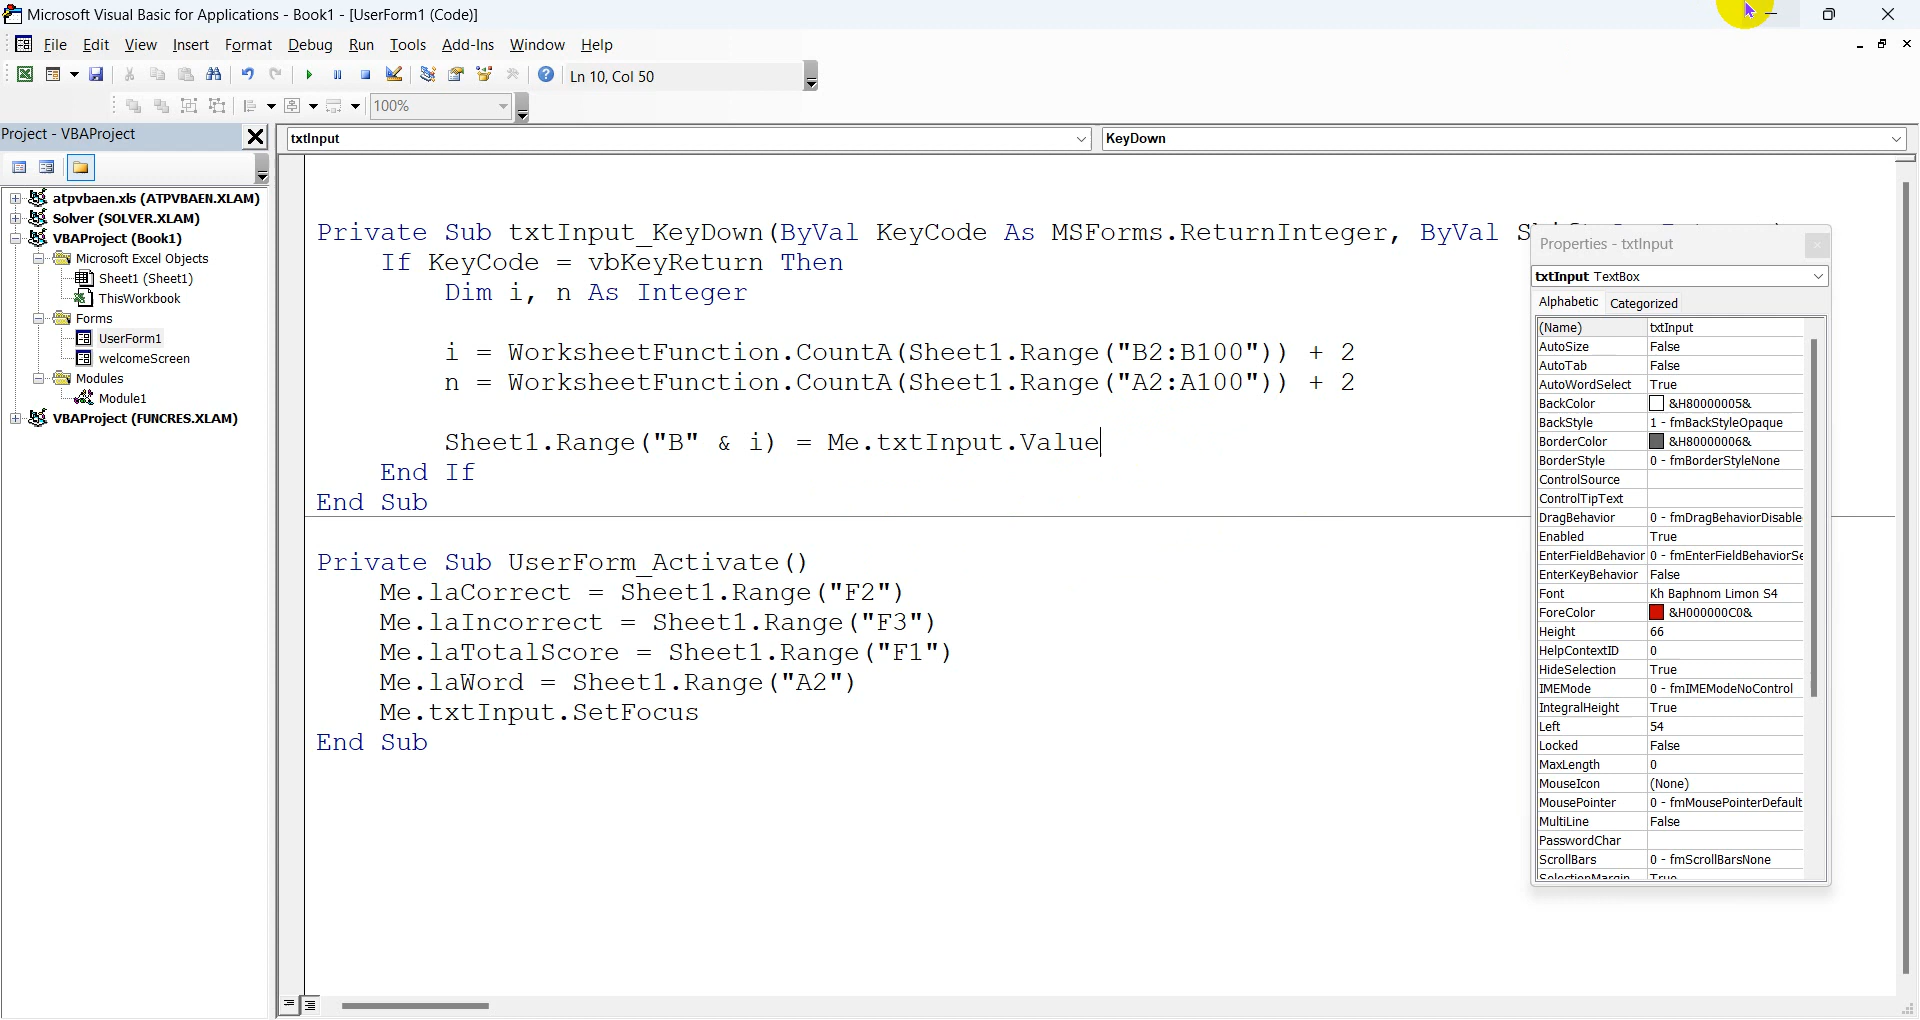 Microsoft Visual Basic for Applications - Book1 - [UserForm1 (Code)]
File Edit View Insert Format Debug Run Tools Add-Ins Window Help
Ln 10, Col 50
100%
Project - VBAProject
txtInput
KeyDown
atpvbaen.xls (ATPVBAEN.XLAM)
Solver (SOLVER.XLAM)
VBAProject (Book1)
Microsoft Excel Objects
Sheet1 (Sheet1)
ThisWorkbook
Forms
UserForm1
welcomeScreen
Modules
Module1
VBAProject (FUNCRES.XLAM)
Private Sub txtInput_KeyDown(ByVal KeyCode As MSForms.ReturnInteger, ByVal
If KeyCode = vbKeyReturn Then
Dim i, n As Integer
i = WorksheetFunction.CountA(Sheet1.Range("B2:B100")) + 2
n = WorksheetFunction.CountA(Sheet1.Range("A2:A100")) + 2
Sheet1.Range("B" & i) = Me.txtInput.Value
End If
End Sub
Private Sub UserForm_Activate()
Me.laCorrect = Sheet1.Range("F2")
Me.laIncorrect = Sheet1.Range("F3")
Me.laTotalScore = Sheet1.Range("F1")
Me.laWord = Sheet1.Range("A2")
Me.txtInput.SetFocus
End Sub
Properties - txtInput
txtInput TextBox
Alphabetic Categorized
(Name) txtInput
AutoSize False
AutoTab False
AutoWordSelect True
BackColor &H80000005&
BackStyle 1 - fmBackStyleOpaque
BorderColor &H80000006&
BorderStyle 0 - fmBorderStyleNone
ControlSource
ControlTipText
DragBehavior 0 - fmDragBehaviorDisable
Enabled True
EnterFieldBehavior 0 - fmEnterFieldBehaviorSe
EnterKeyBehavior False
Font Kh Baphnom Limon S4
ForeColor &H000000C0&
Height 66
HelpContextID 0
HideSelection True
IMEMode 0 - fmIMEModeNoControl
IntegralHeight True
Left 54
Locked False
MaxLength 0
MouseIcon (None)
MousePointer 0 - fmMousePointerDefault
MultiLine False
PasswordChar
ScrollBars 0 - fmScrollBarsNone
SelectionMargin True